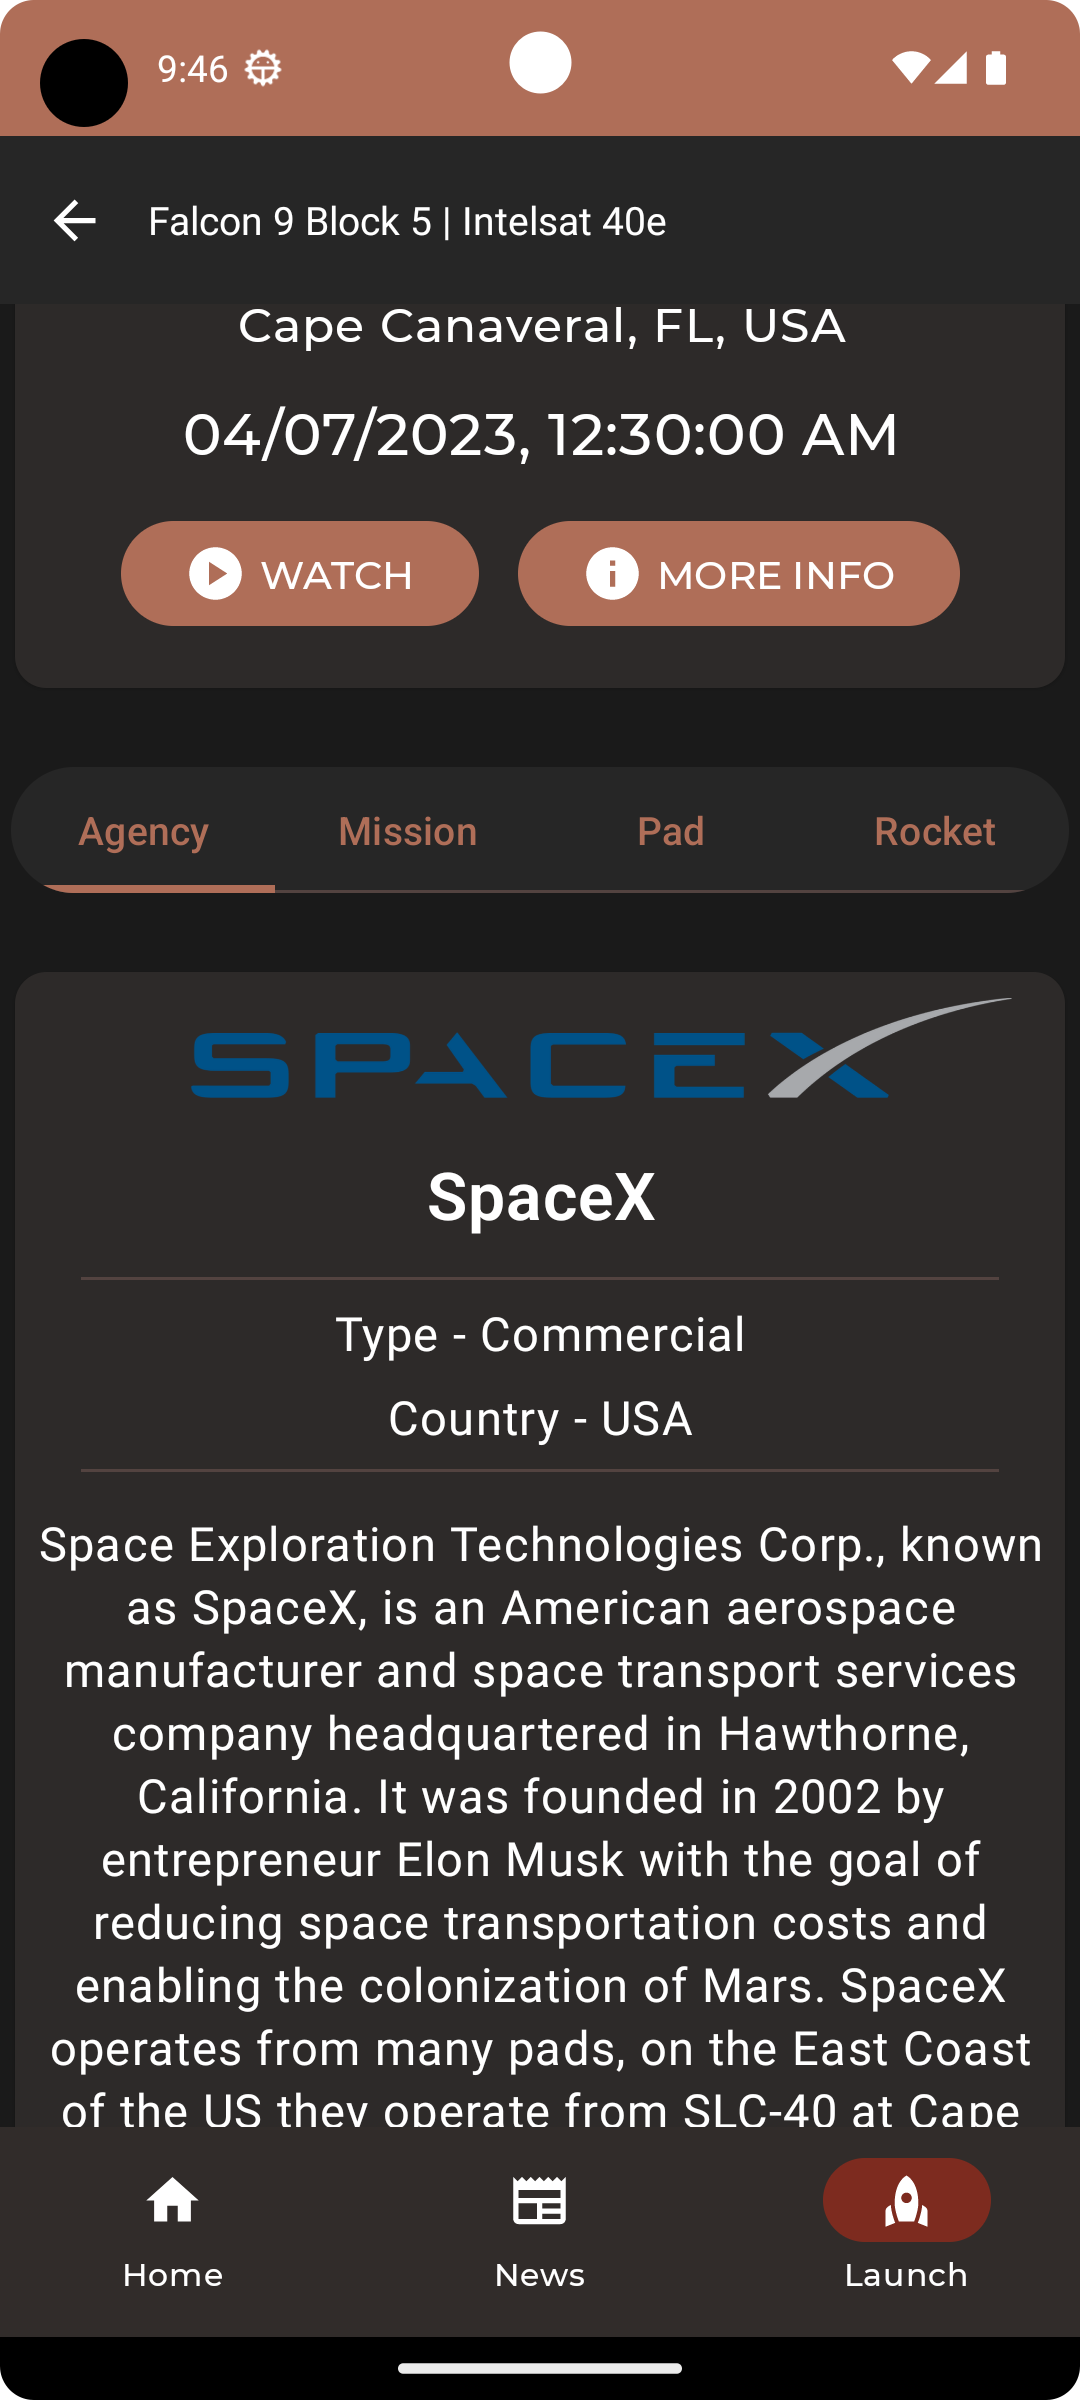 9:46
Falcon 9 Block 5 | Intelsat 40e
Cape Canaveral, FL, USA
04/07/2023, 12:30:00 AM
WATCH
MORE INFO
Agency
Mission
Pad
Rocket
SPACEX
SpaceX
Type - Commercial
Country - USA
Space Exploration Technologies Corp., known
as SpaceX, is an American aerospace
manufacturer and space transport services
company headquartered in Hawthorne,
California. It was founded in 2002 by
entrepreneur Elon Musk with the goal of
reducing space transportation costs and
enabling the colonization of Mars. SpaceX
operates from many pads, on the East Coast
of the US they operate from SLC-40 at Cape
Home
News
Launch